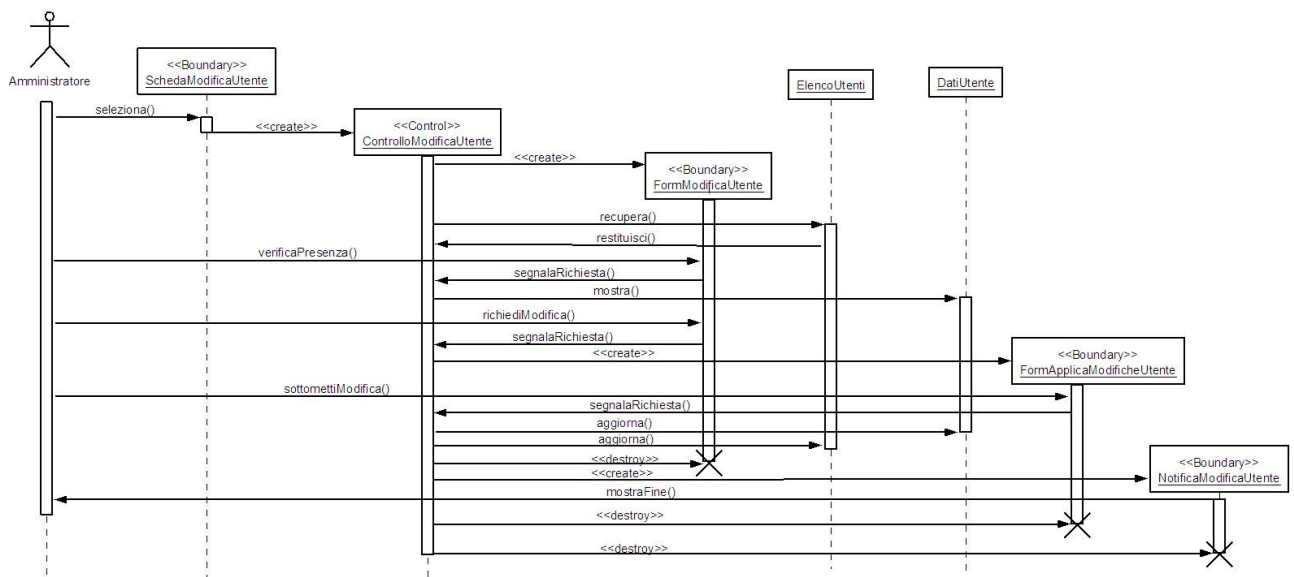 Amministratore
<<Boundary>>
SchedaModificaUtente
ElencoUtenti
DatiUtente
seleziona()
<<create>>
<<Control>>
ControlloModificaUtente
<<create>>
<<Boundary>>
FormModificaUtente
recupera()
restituisci()
verificaPresenza()
segnalaRichiesta()
mostra()
richiediModifica()
segnalaRichiesta()
<<create>>
<<Boundary>>
FormApplicaModificheUtente
sottomettiModifica()
segnalaRichiesta()
aggiorna()
aggiorna()
<<destroy>>
<<create>>
<<Boundary>>
NotificaModificaUtente
mostraFine()
<<destroy>>
<<destroy>>